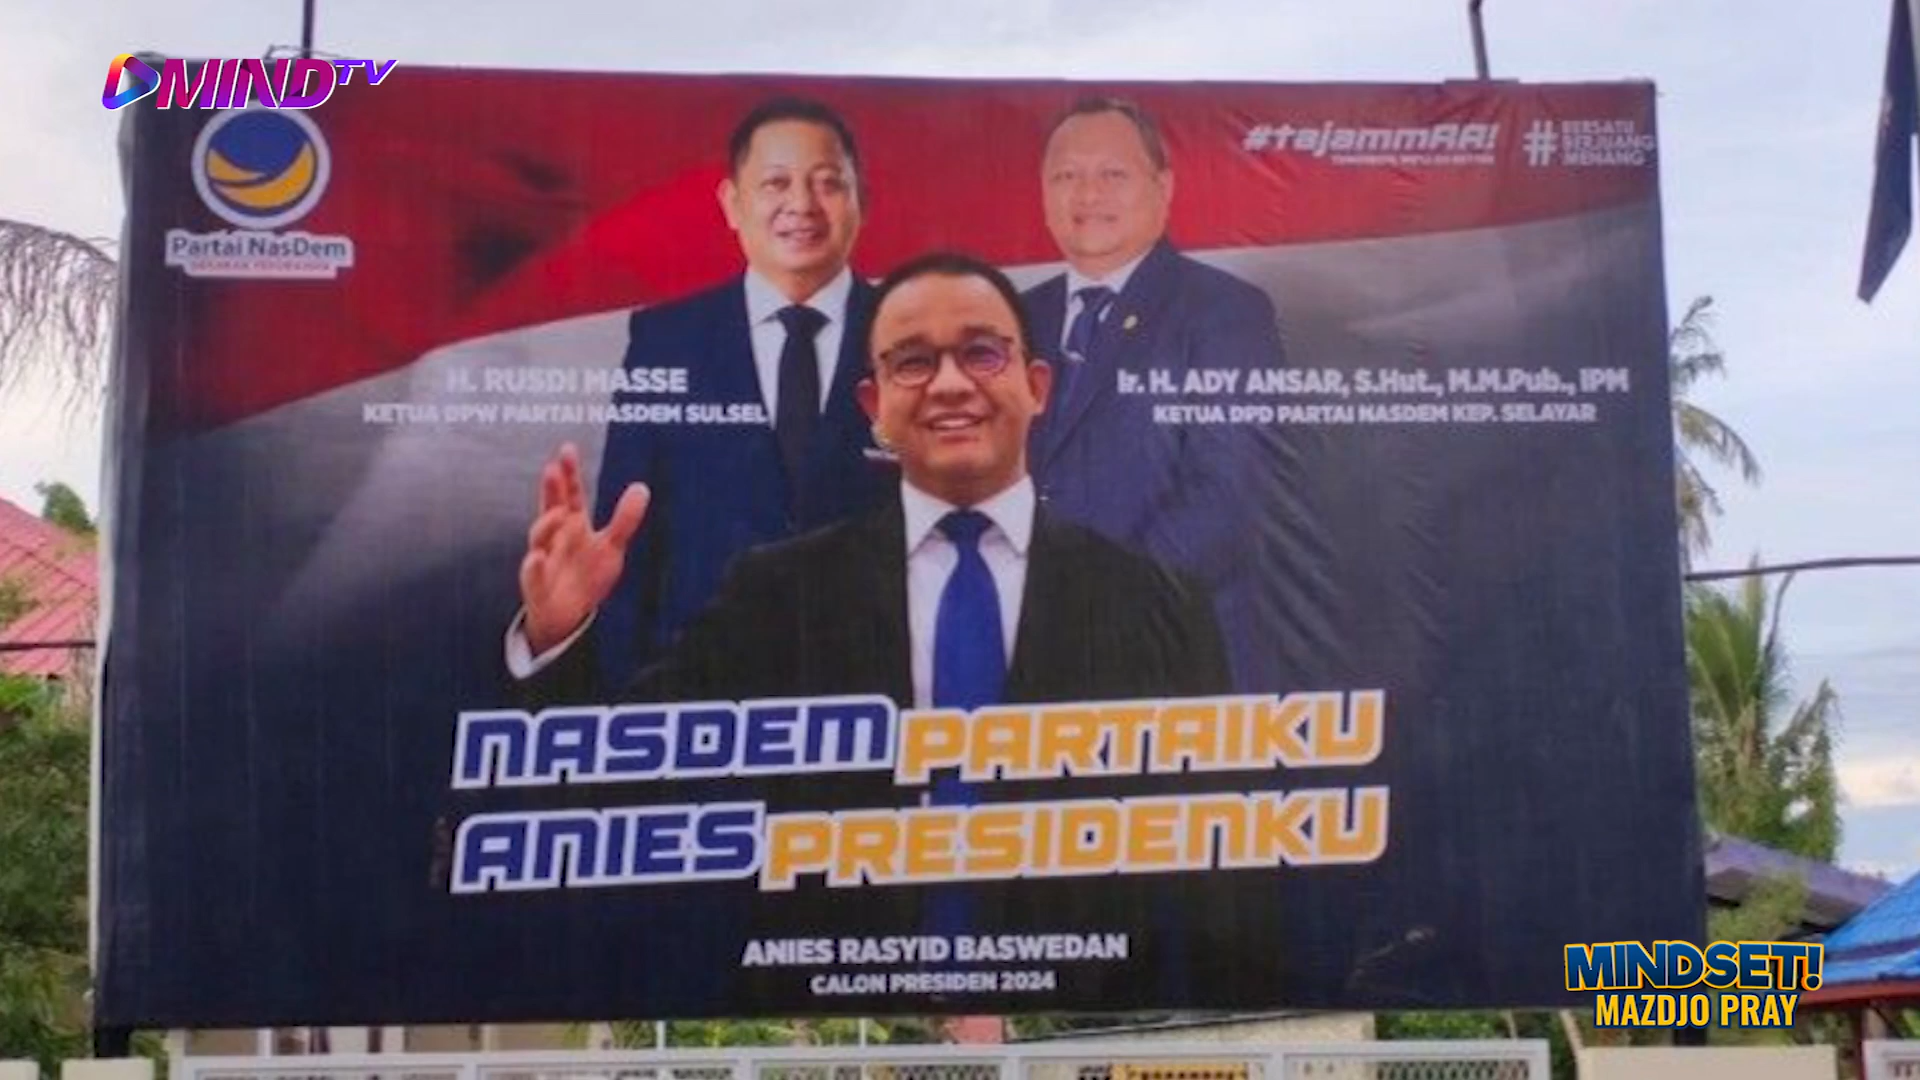 MIND TV
Partai NasDem
#tajammAA!
#BERSATU
BERJUANG
MENANG
H. RUSDI MASSE
KETUA DPW PARTAI NASDEM SULSEL
Ir. H. ADY ANSAR, S.Hut., M.M.Pub., IPM
KETUA DPD PARTAI NASDEM KEP. SELAYAR
NASDEM PARTAIKU
ANIES PRESIDENKU
ANIES RASYID BASWEDAN
CALON PRESIDEN 2024
MINDSET!
MAZDJO PRAY